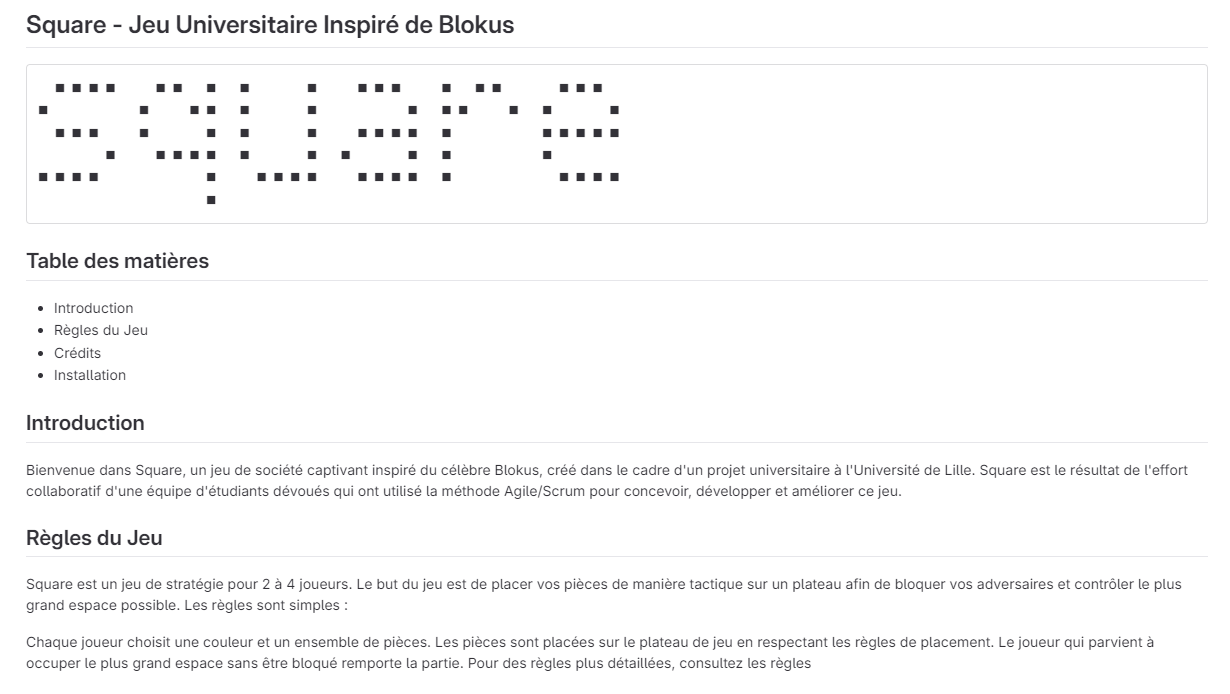 Square - Jeu Universitaire Inspiré de Blokus
square
Table des matières
Introduction
Règles du Jeu
Crédits
Installation
Introduction
Bienvenue dans Square, un jeu de société captivant inspiré du célèbre Blokus, créé dans le cadre d'un projet universitaire à l'Université de Lille. Square est le résultat de l'effort
collaboratif d'une équipe d'étudiants dévoués qui ont utilisé la méthode Agile/Scrum pour concevoir, développer et améliorer ce jeu.
Règles du Jeu
Square est un jeu de stratégie pour 2 à 4 joueurs. Le but du jeu est de placer vos pièces de manière tactique sur un plateau afin de bloquer vos adversaires et contrôler le plus
grand espace possible. Les règles sont simples :
Chaque joueur choisit une couleur et un ensemble de pièces. Les pièces sont placées sur le plateau de jeu en respectant les règles de placement. Le joueur qui parvient à
occuper le plus grand espace sans être bloqué remporte la partie. Pour des règles plus détaillées, consultez les règles